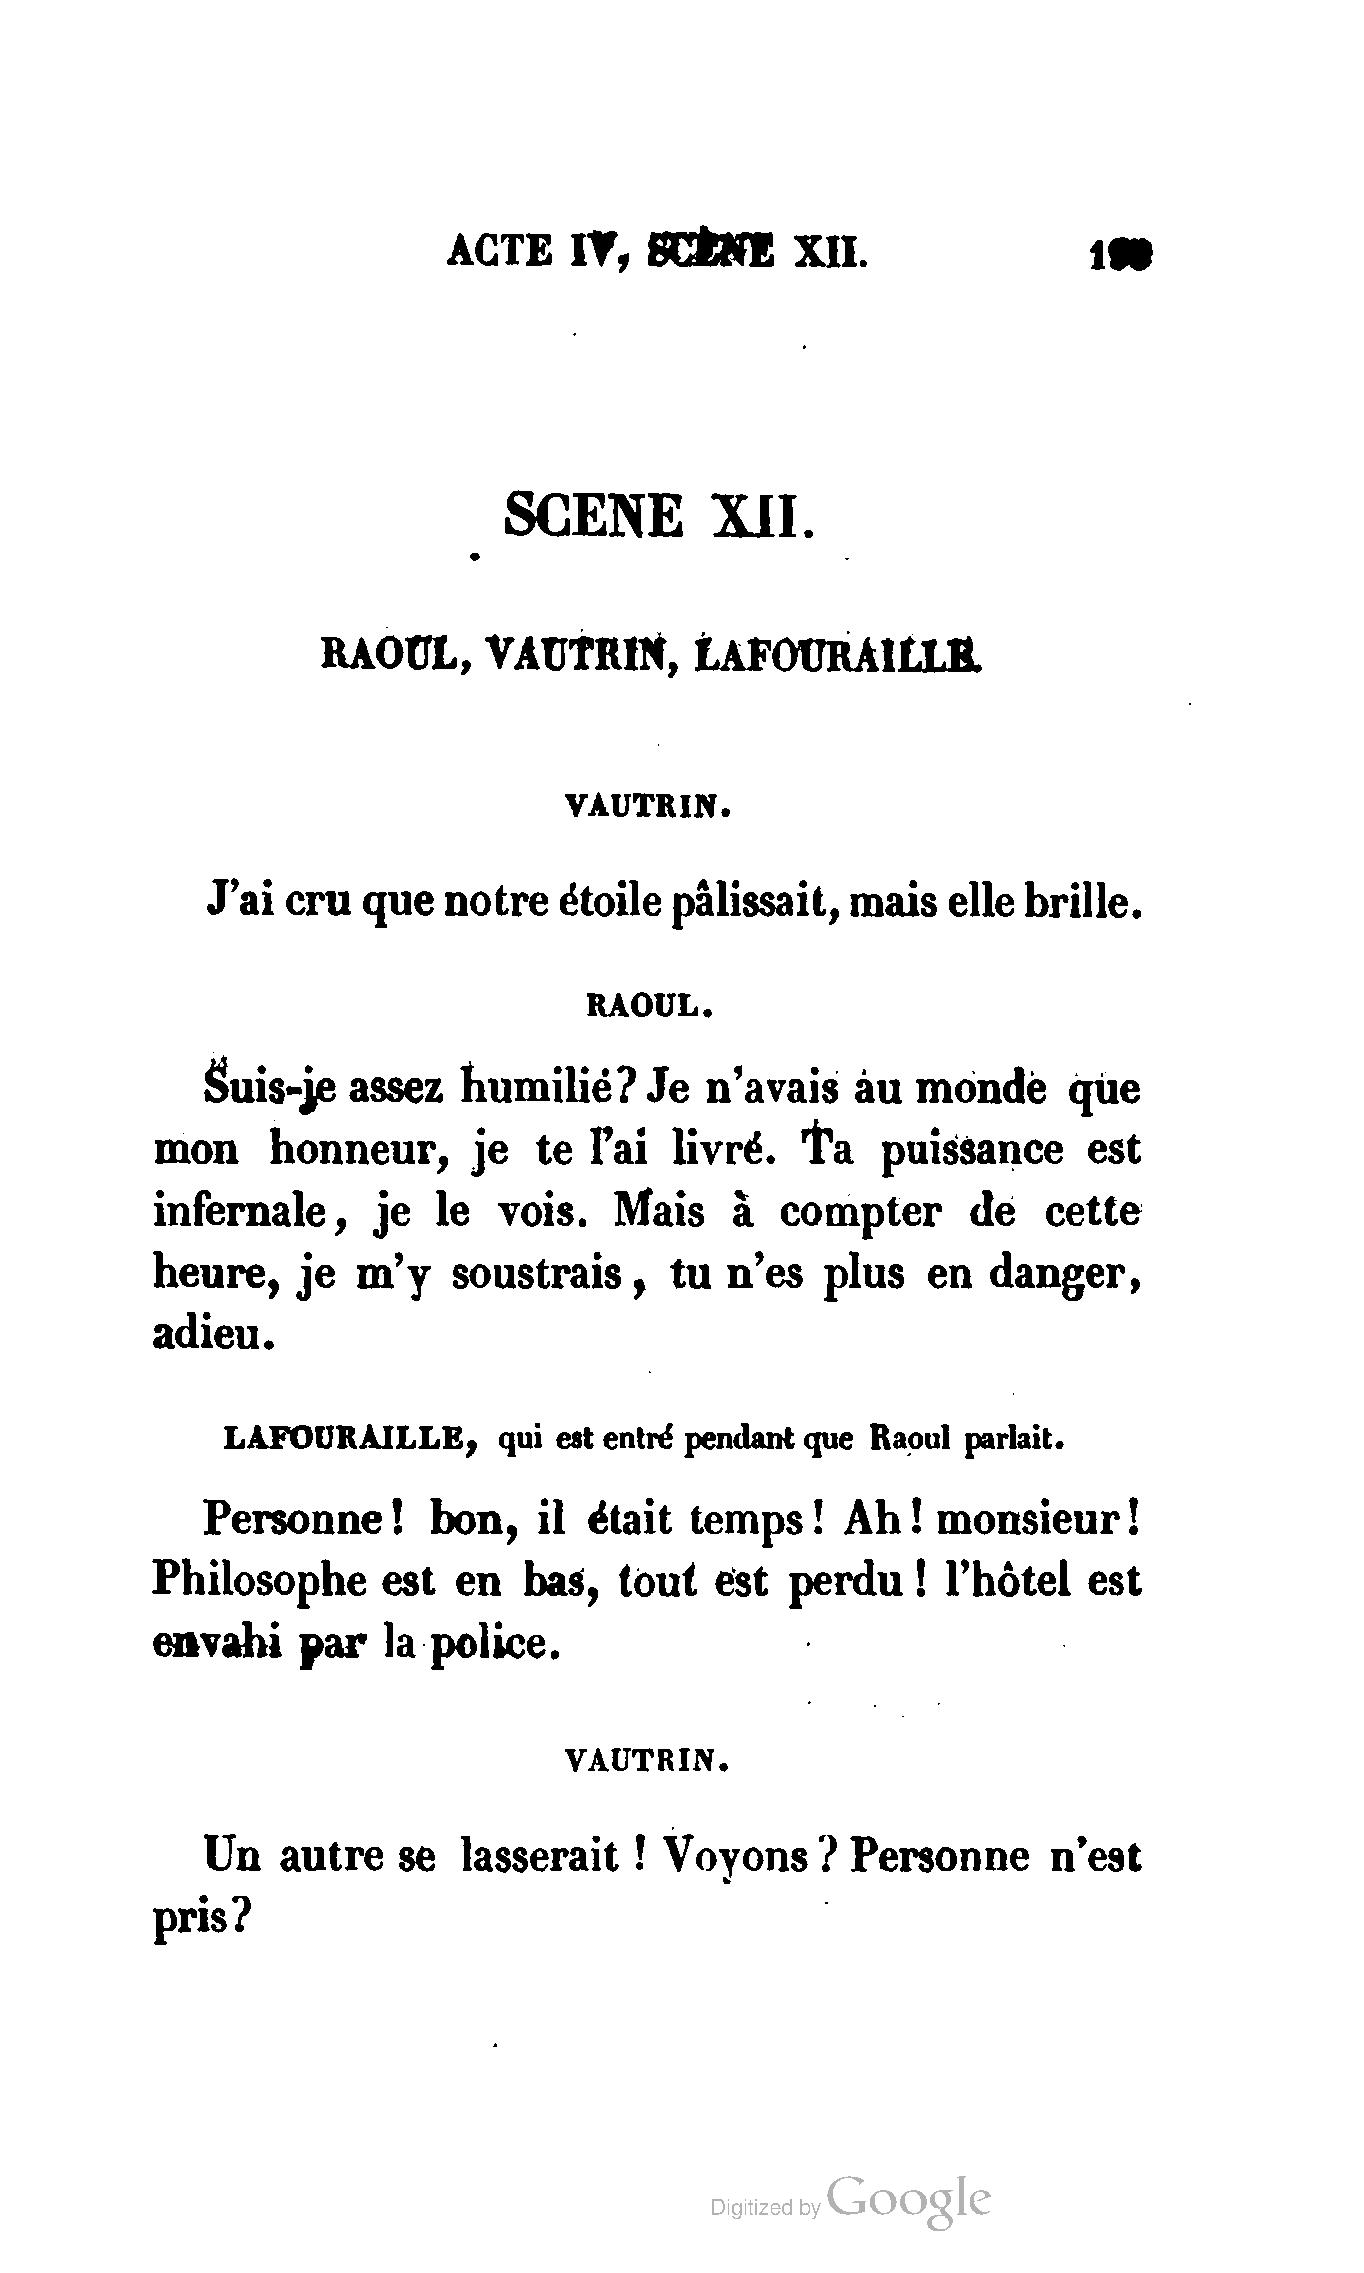 ACTE IV, SCÈNE XII.
SCENE XII.
RAOUL, VAUTRIN, LAFOURAILLE.
VAUTRIN.
J'ai cru que notre étoile pâlissait, mais elle brille.
RAOUL.
Suis-je assez humilié? Je n'avais au monde que
mon honneur, je te l'ai livré. Ta puissance est
infernale, je le vois. Mais à compter de cette
heure, je m'y soustrais, tu n'es plus en danger,
adieu.
LAFOURAILLE, qui est entré pendant que Raoul parlait.
Personne! bon, il était temps! Ah! monsieur!
Philosophe est en bas, tout est perdu! l'hôtel est
envahi par la police.
VAUTRIN.
Un autre se lasserait! Voyons? Personne n'est
pris?
Digitized by Google